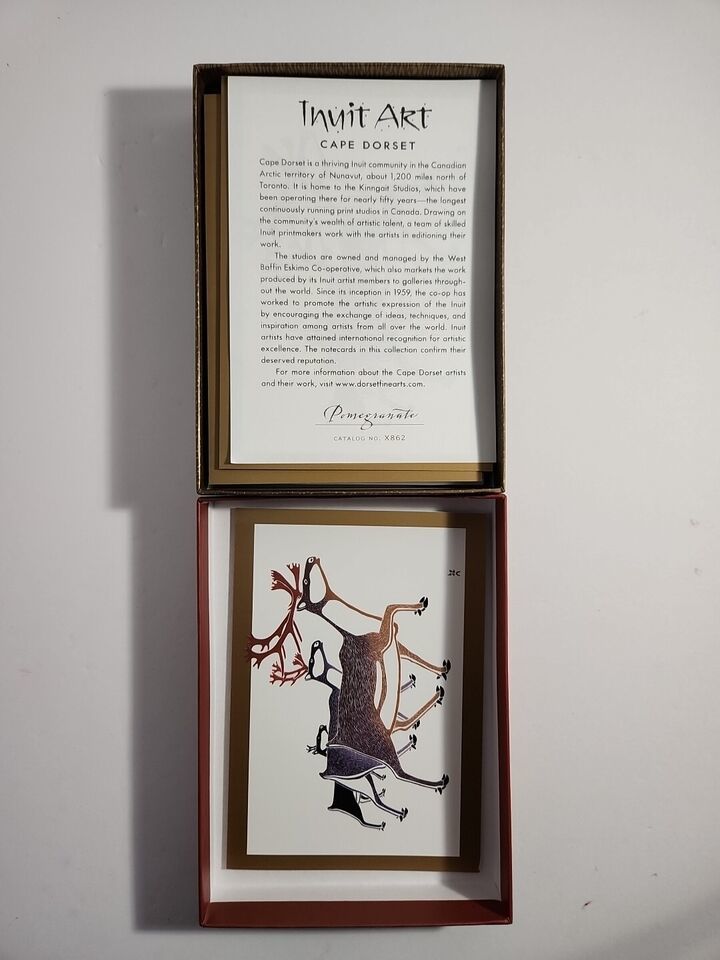 Inuit Art
CAPE DORSET
Cape Dorset is a thriving Inuit community in the Canadian
Arctic territory of Nunavut, about 1,200 miles north of
Toronto. It is home to the Kinngait Studios, which have
been operating there for nearly fifty years—the longest
continuously running print studios in Canada. Drawing on
the community's wealth of artistic talent, a team of skilled
Inuit printmakers work with the artists in editioning their
work.
The studios are owned and managed by the West
Baffin Eskimo Co-operative, which also markets the work
produced by its Inuit artist members to galleries through-
out the world. Since its inception in 1959, the co-op has
worked to promote the artistic expression of the Inuit
by encouraging the exchange of ideas, techniques, and
inspiration among artists from all over the world. Inuit
artists have attained international recognition for artistic
excellence. The notecards in this collection confirm their
deserved reputation.
For more information about the Cape Dorset artists
and their work, visit www.dorsetfinearts.com.
Pomegranate
CATALOG NO. X862